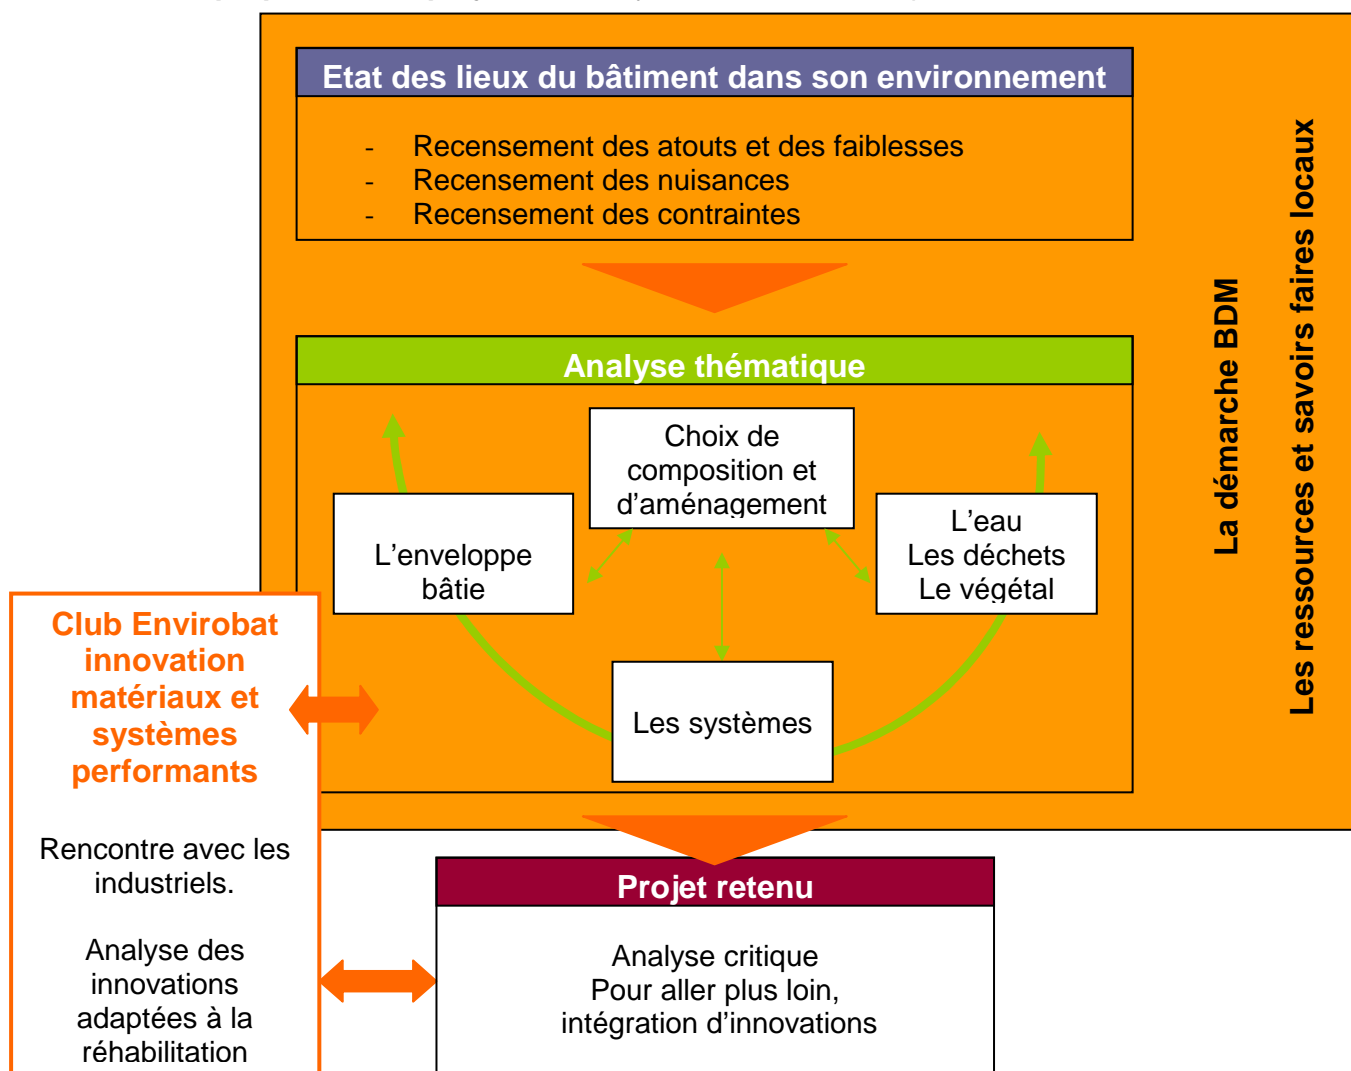 Etat des lieux du bâtiment dans son environnement
- Recensement des atouts et des faiblesses
- Recensement des nuisances
- Recensement des contraintes
La démarche BDM
Les ressources et savoirs faires locaux
Analyse thématique
Choix de
composition et
d’aménagement
L’enveloppe
bâtie
L’eau
Les déchets
Le végétal
Les systèmes
Club Envirobat
innovation
matériaux et
systèmes
performants
Rencontre avec les
industriels.
Analyse des
innovations
adaptées à la
réhabilitation
Projet retenu
Analyse critique
Pour aller plus loin,
intégration d’innovations